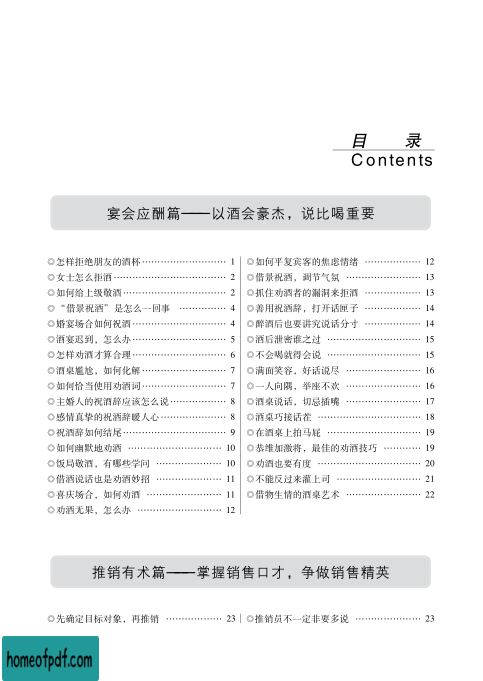 目 录
Contents
宴会应酬篇——以酒会豪杰，说比喝重要
◎怎样拒绝朋友的酒杯………………………… 1
◎女士怎么拒酒………………………………… 2
◎如何给上级敬酒……………………………… 2
◎“借景祝酒”是怎么一回事 …………… 4
◎婚宴场合如何祝酒…………………………… 4
◎酒宴迟到，怎么办…………………………… 5
◎怎样劝酒才算合理…………………………… 6
◎酒桌尴尬，如何化解………………………… 7
◎如何恰当使用劝酒词………………………… 7
◎主婚人的祝酒辞应该怎么说………………… 8
◎感情真挚的祝酒辞暖人心…………………… 8
◎祝酒辞如何结尾……………………………… 9
◎如何幽默地劝酒 …………………………… 10
◎饭局敬酒，有哪些学问 …………………… 10
◎借酒说话也是劝酒妙招 …………………… 11
◎喜庆场合，如何劝酒 ……………………… 11
◎劝酒无果，怎么办 ………………………… 12
◎如何平复宾客的焦虑情绪 ………………… 12
◎借景祝酒，调节气氛 ……………………… 13
◎抓住劝酒者的漏洞来拒酒 ………………… 13
◎善用祝酒辞，打开话匣子 ………………… 14
◎醉酒后也要讲究说话分寸 ………………… 14
◎酒后泄密谁之过 …………………………… 15
◎不会喝就得会说 …………………………… 15
◎满面笑容，好话说尽 ……………………… 16
◎一人向隅，举座不欢 ……………………… 16
◎酒桌说话，切忌插嘴 ……………………… 17
◎酒桌巧接话茬 ……………………………… 18
◎在酒桌上拍马屁 …………………………… 19
◎恭维加激将，最佳的劝酒技巧 ………… 19
◎劝酒也要有度 ……………………………… 20
◎不能反过来灌上司 ………………………… 21
◎借物生情的酒桌艺术 ……………………… 22
推销有术篇——掌握销售口才，争做销售精英
◎先确定目标对象，再推销 ……………… 23
◎推销员不一定非要多说 ………………… 23
homeofpdf.com